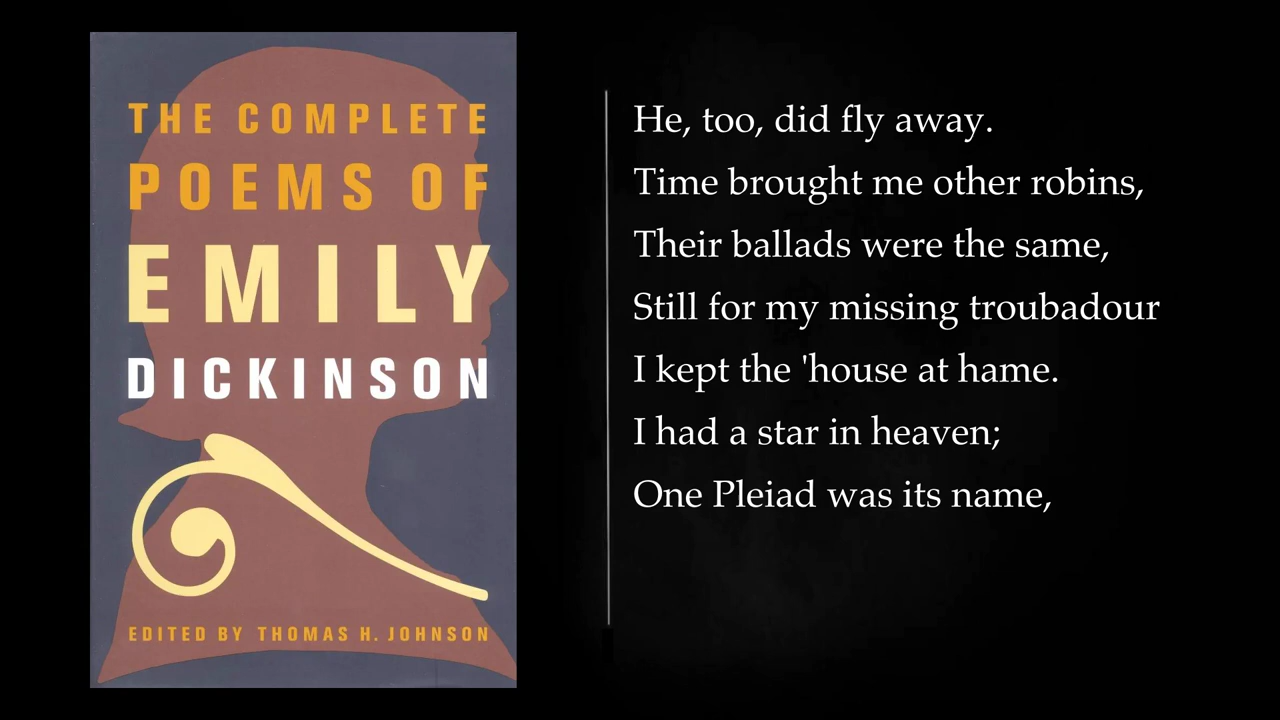 THE COMPLETE
POEMS OF
EMILY
DICKINSON
EDITED BY THOMAS H. JOHNSON
He, too, did fly away.
Time brought me other robins,
Their ballads were the same,
Still for my missing troubadour
I kept the 'house at hame.
I had a star in heaven;
One Pleiad was its name,